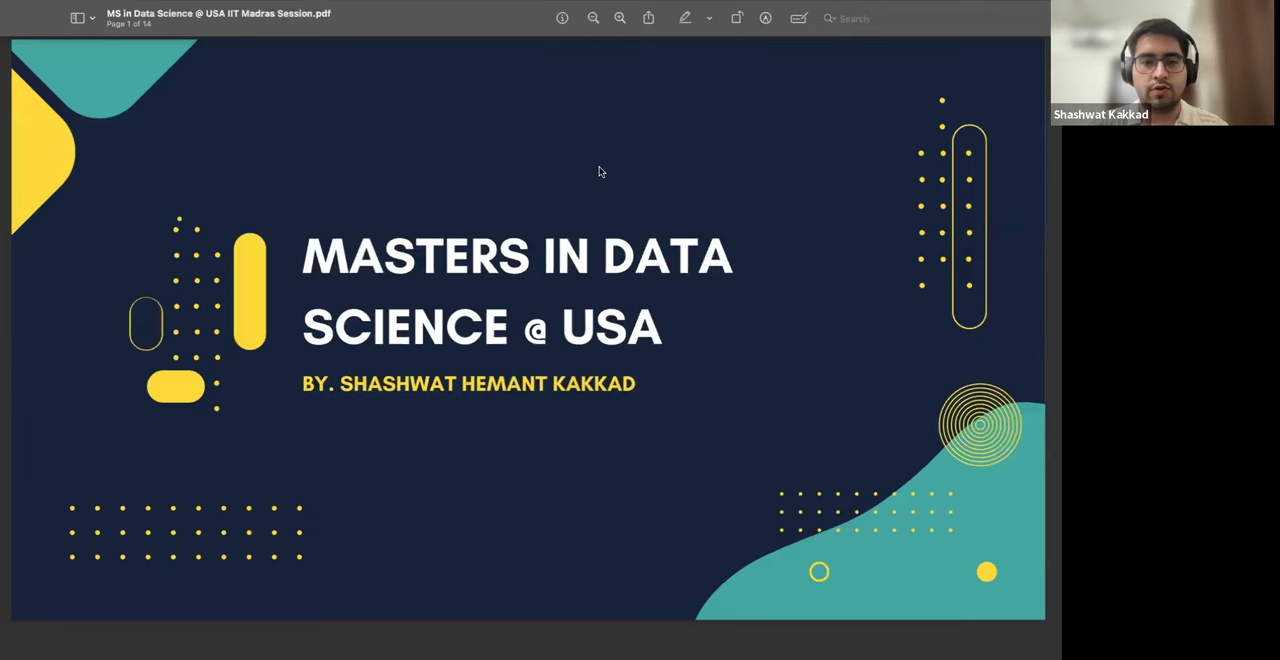 MS in Data Science @ USA IIT Madras Session.pdf
Page 1 of 14
Search
Shashwat Kakkad
MASTERS IN DATA
SCIENCE @ USA
BY. SHASHWAT HEMANT KAKKAD